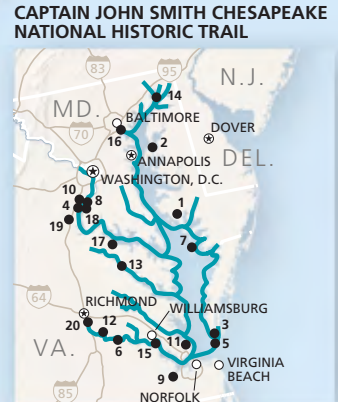 CAPTAIN JOHN SMITH CHESAPEAKE
NATIONAL HISTORIC TRAIL
83
95
N.J.
14
MD.
BALTIMORE
70
16
2
DOVER
ANNAPOLIS
DEL.
WASHINGTON, D.C.
10
8
4
18
1
19
17
7
13
64
RICHMOND
WILLIAMSBURG
20
12
3
6
15
11
5
VA.
VIRGINIA
BEACH
9
85
NORFOLK